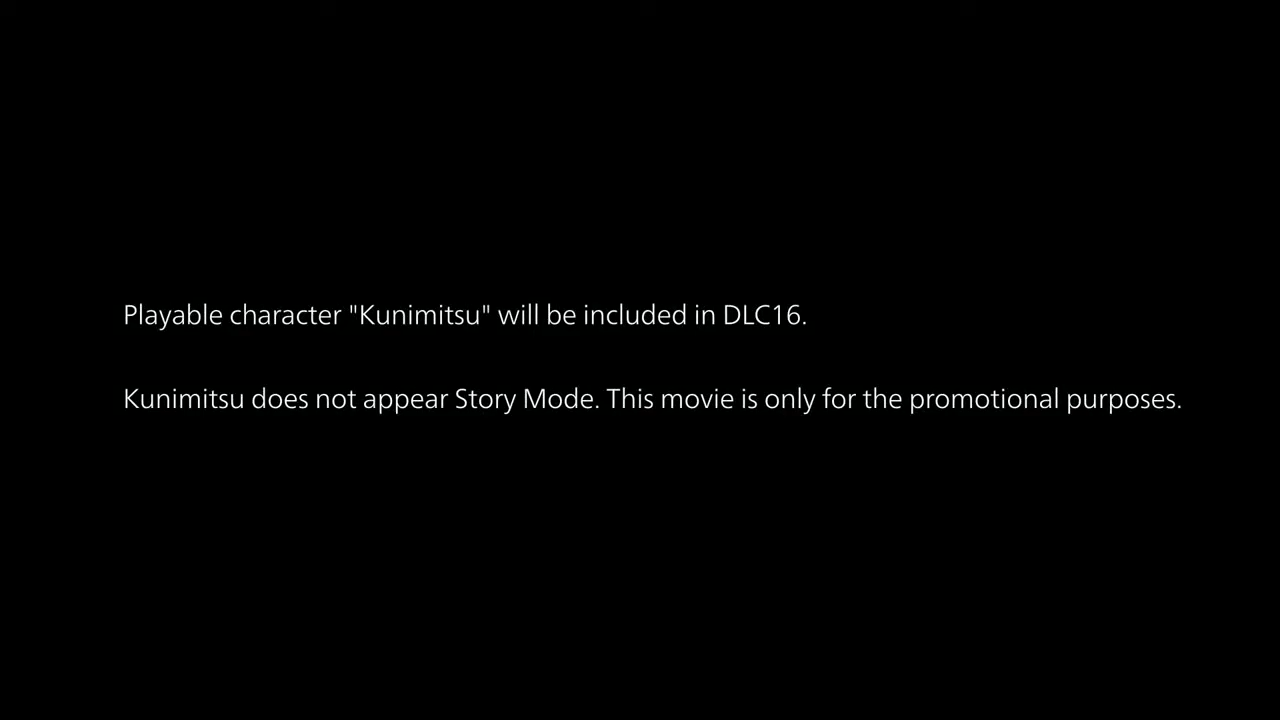 Playable character "Kunimitsu" will be included in DLC16.
Kunimitsu does not appear Story Mode. This movie is only for the promotional purposes.